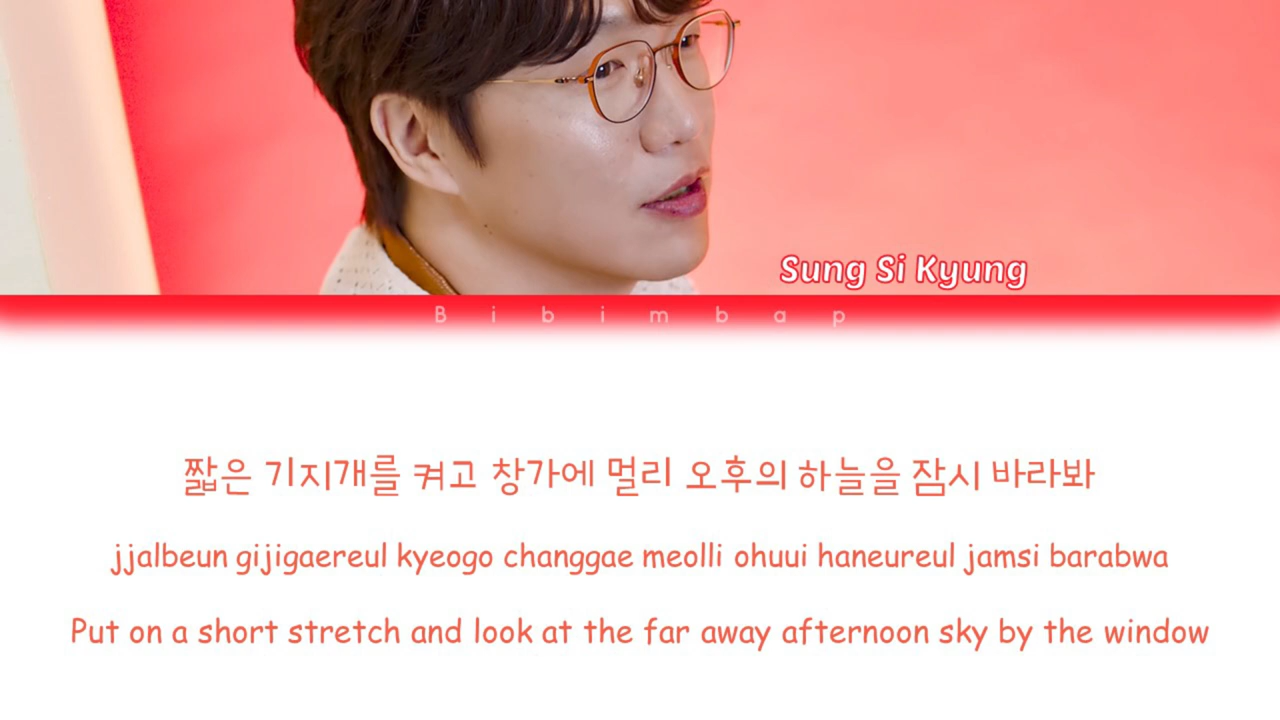 Sung Si Kyung
Bibimbap
짧은 기지개를 켜고 창가에 멀리 오후의 하늘을 잠시 바라봐
jjalbeun gijigaereul kyeogo changgae meolli ohuui haneureul jamsi barabwa
Put on a short stretch and look at the far away afternoon sky by the window